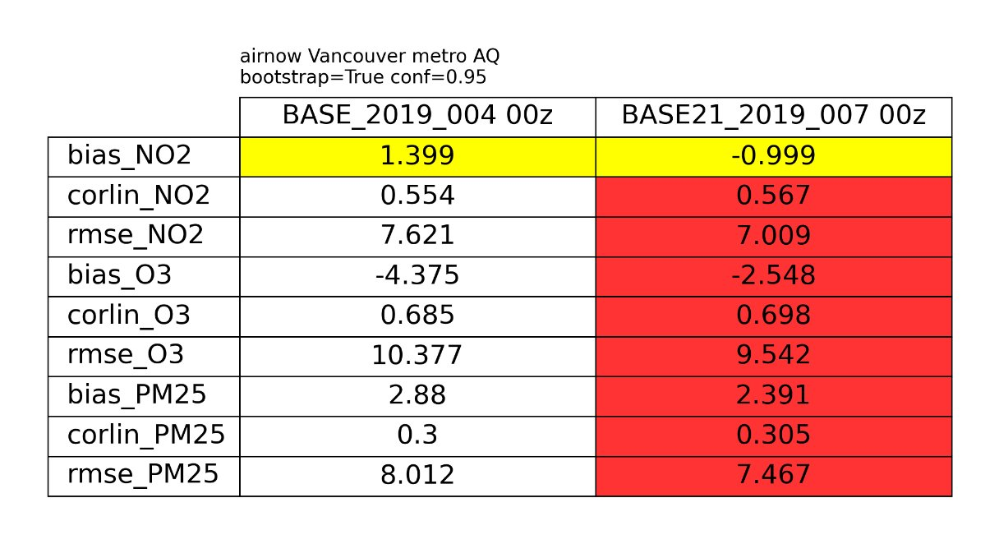 airnow Vancouver metro AQ
bootstrap=True conf=0.95
BASE_2019_004 00z BASE21_2019_007 00z
bias_NO2 1.399 -0.999
corlin_NO2 0.554 0.567
rmse_NO2 7.621 7.009
bias_O3 -4.375 -2.548
corlin_O3 0.685 0.698
rmse_O3 10.377 9.542
bias_PM25 2.88 2.391
corlin_PM25 0.3 0.305
rmse_PM25 8.012 7.467